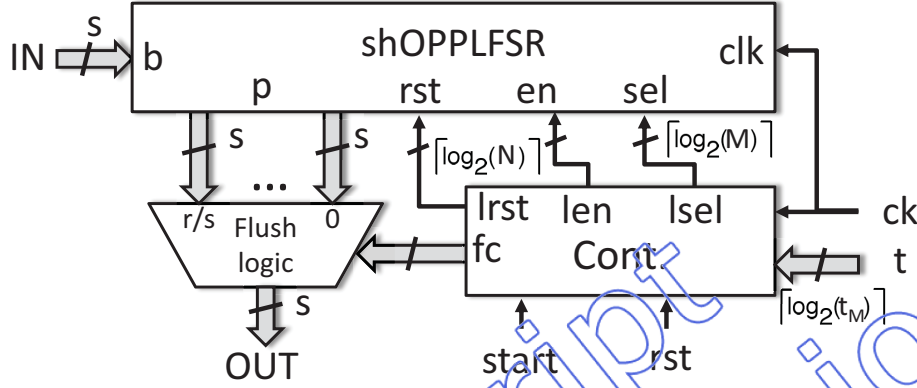 s
IN
b
shOPPLFSR
clk
p
rst
en
sel
s
s
⌈log₂(N)⌉
⌈log₂(M)⌉
...
r/s
0
Flush
logic
lrst
len
lsel
ck
fc
Cont.
t
s
⌈log₂(t_M)⌉
OUT
start
rst